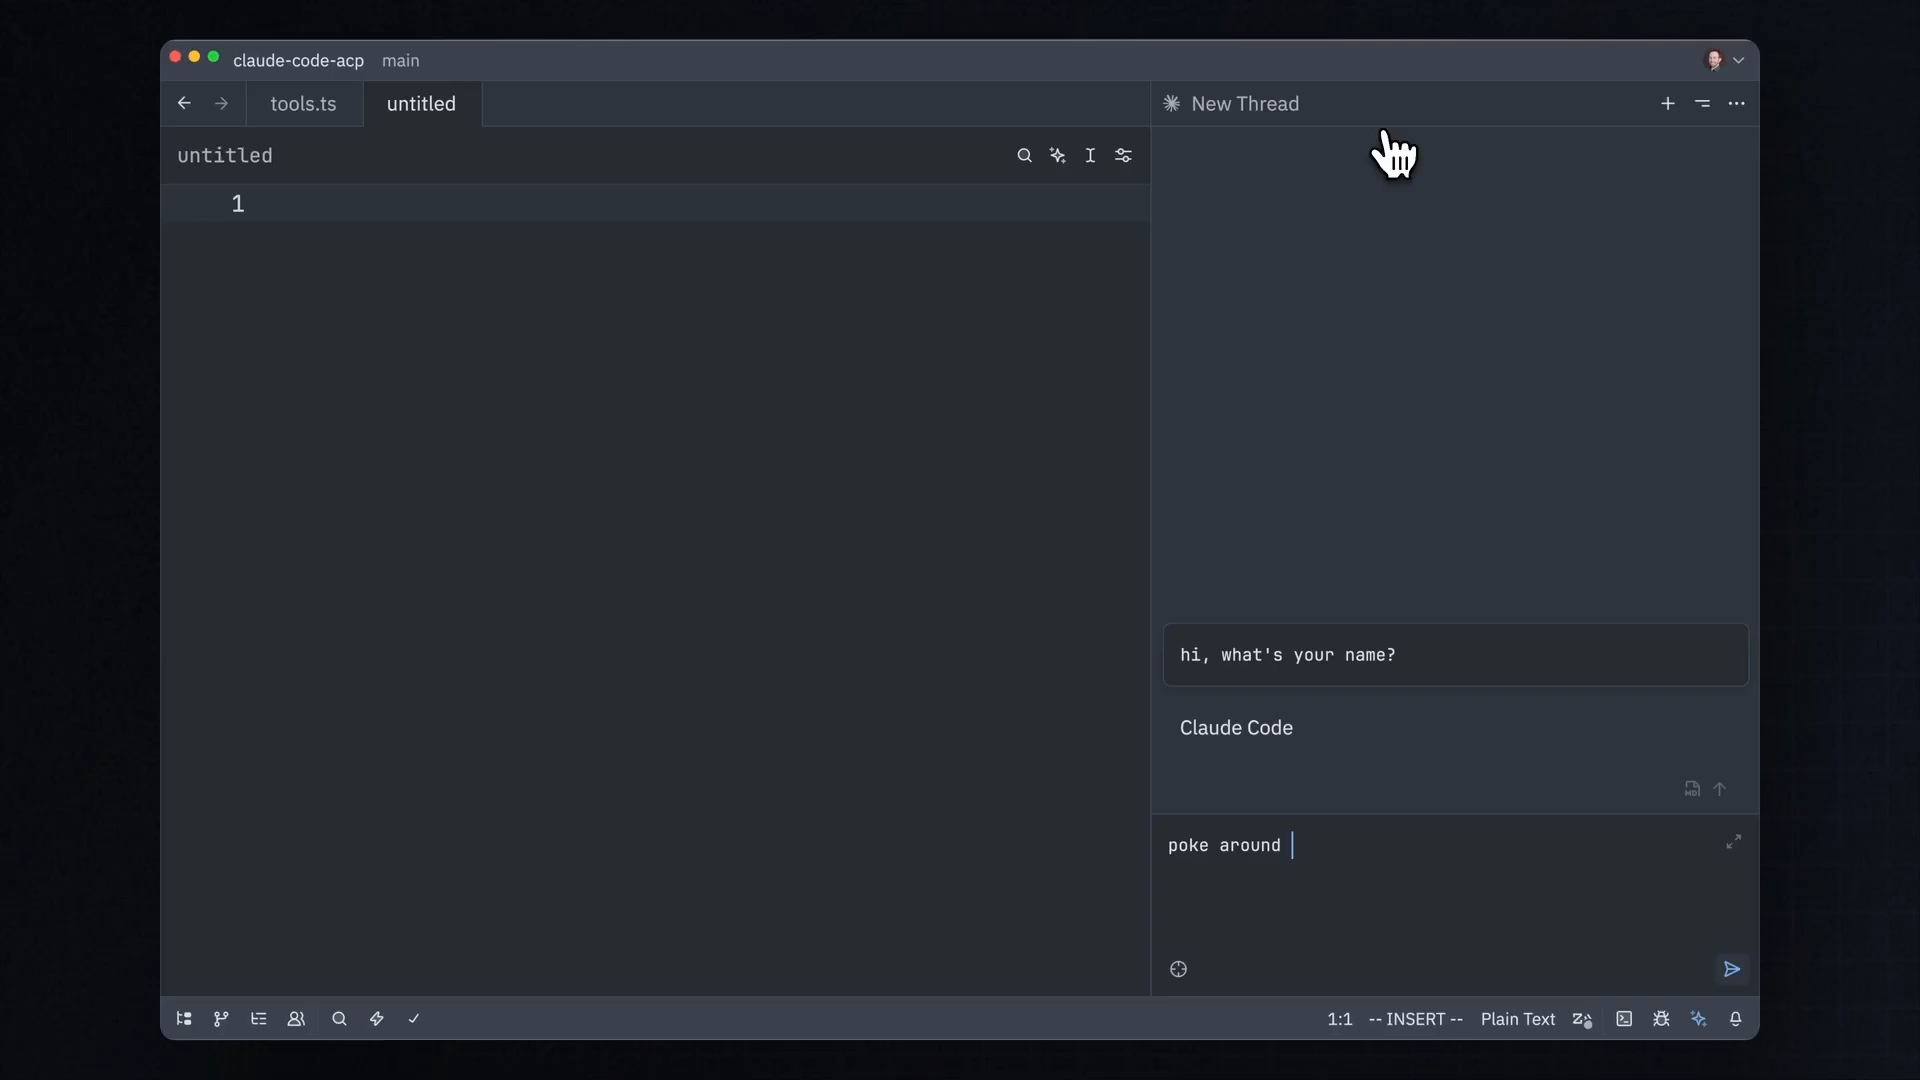 claude-code-acp main
tools.ts untitled
New Thread
untitled
1
hi, what's your name?
Claude Code
poke around
1:1 -- INSERT -- Plain Text